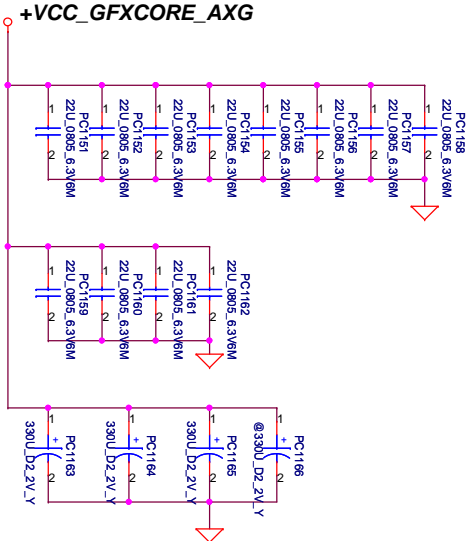 +VCC_GFXCORE_AXG
1
PC1151
22U_0805_6.3V6M
2
1
PC1152
22U_0805_6.3V6M
2
1
PC1153
22U_0805_6.3V6M
2
1
PC1154
22U_0805_6.3V6M
2
1
PC1155
22U_0805_6.3V6M
2
1
PC1156
22U_0805_6.3V6M
2
1
PC1157
22U_0805_6.3V6M
2
1
PC1158
22U_0805_6.3V6M
2
1
PC1159
22U_0805_6.3V6M
2
1
PC1160
22U_0805_6.3V6M
2
1
PC1161
22U_0805_6.3V6M
2
1
PC1162
22U_0805_6.3V6M
2
1
+
PC1163
330U_D2_2V_Y
2
1
+
PC1164
330U_D2_2V_Y
2
1
+
PC1165
330U_D2_2V_Y
2
1
+
PC1166
@330U_D2_2V_Y
2